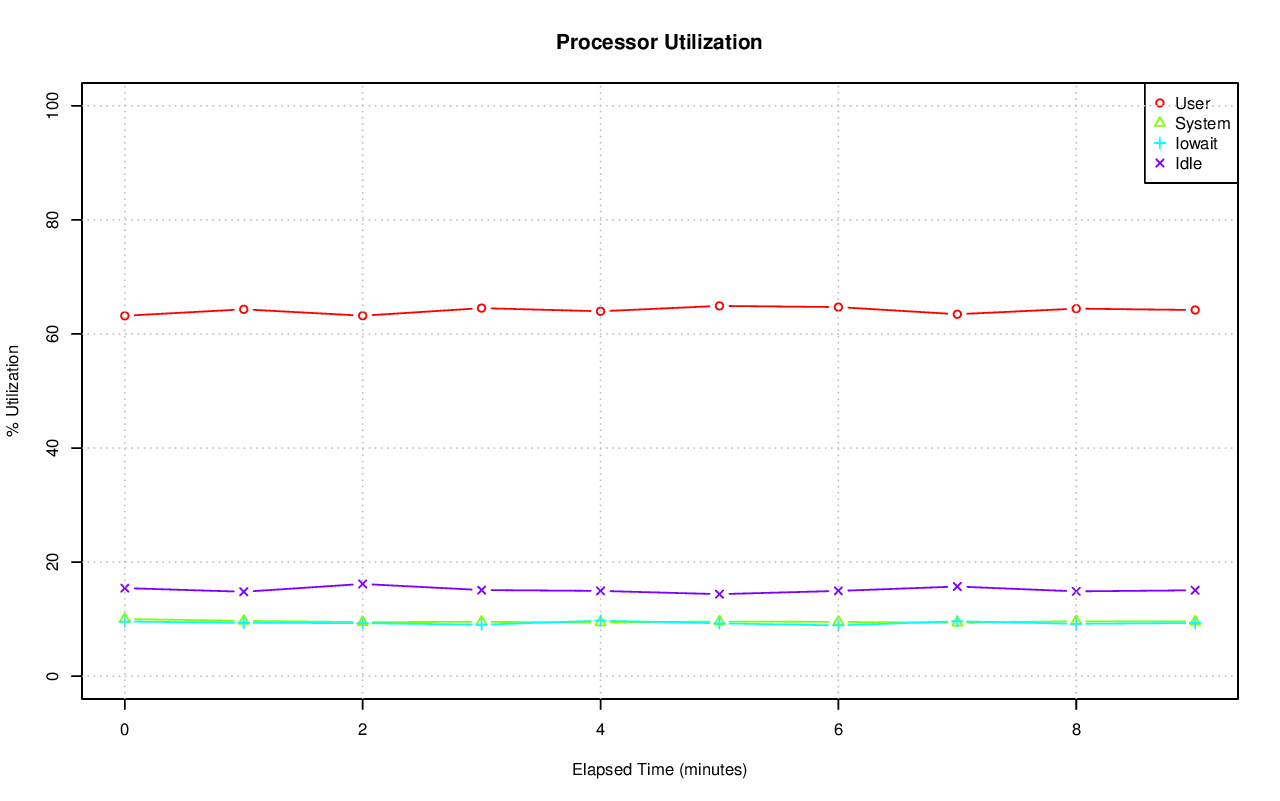 Processor Utilization
User
System
Iowait
Idle
% Utilization
100
80
60
40
20
0
0 2 4 6 8
Elapsed Time (minutes)